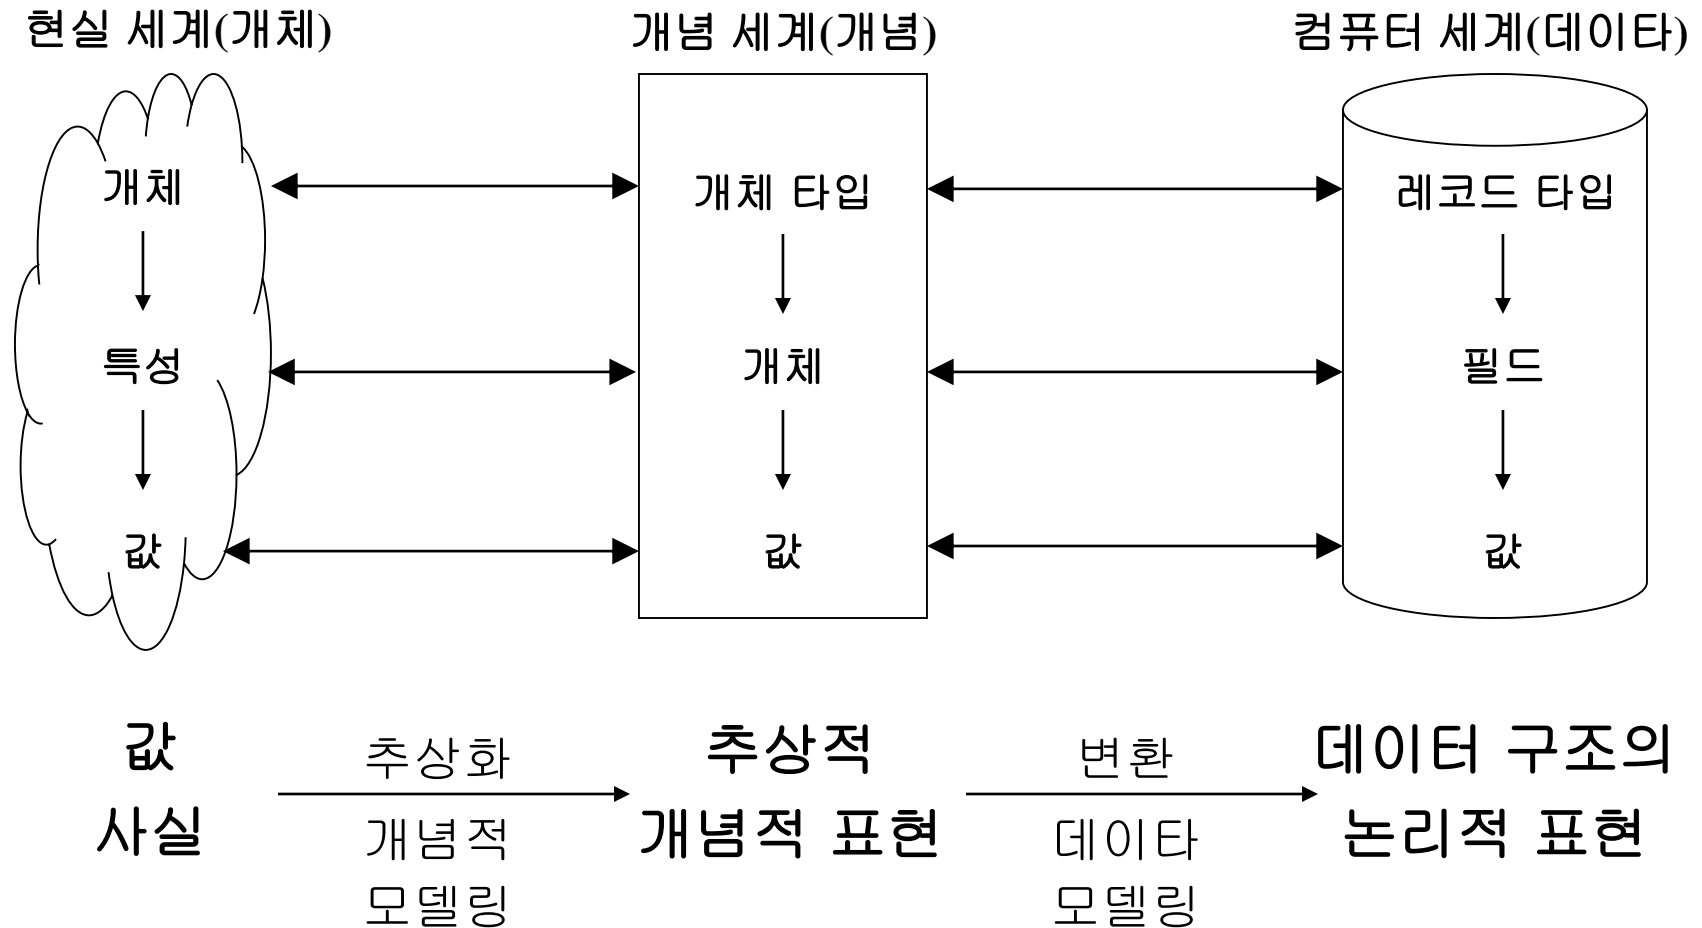 현실 세계(개체)
개념 세계(개념)
컴퓨터 세계(데이타)
개체
개체 타입
레코드 타입
특성
개체
필드
값
값
값
값
사실
추상화
개념적
모델링
추상적
개념적 표현
변환
데이타
모델링
데이터 구조의
논리적 표현